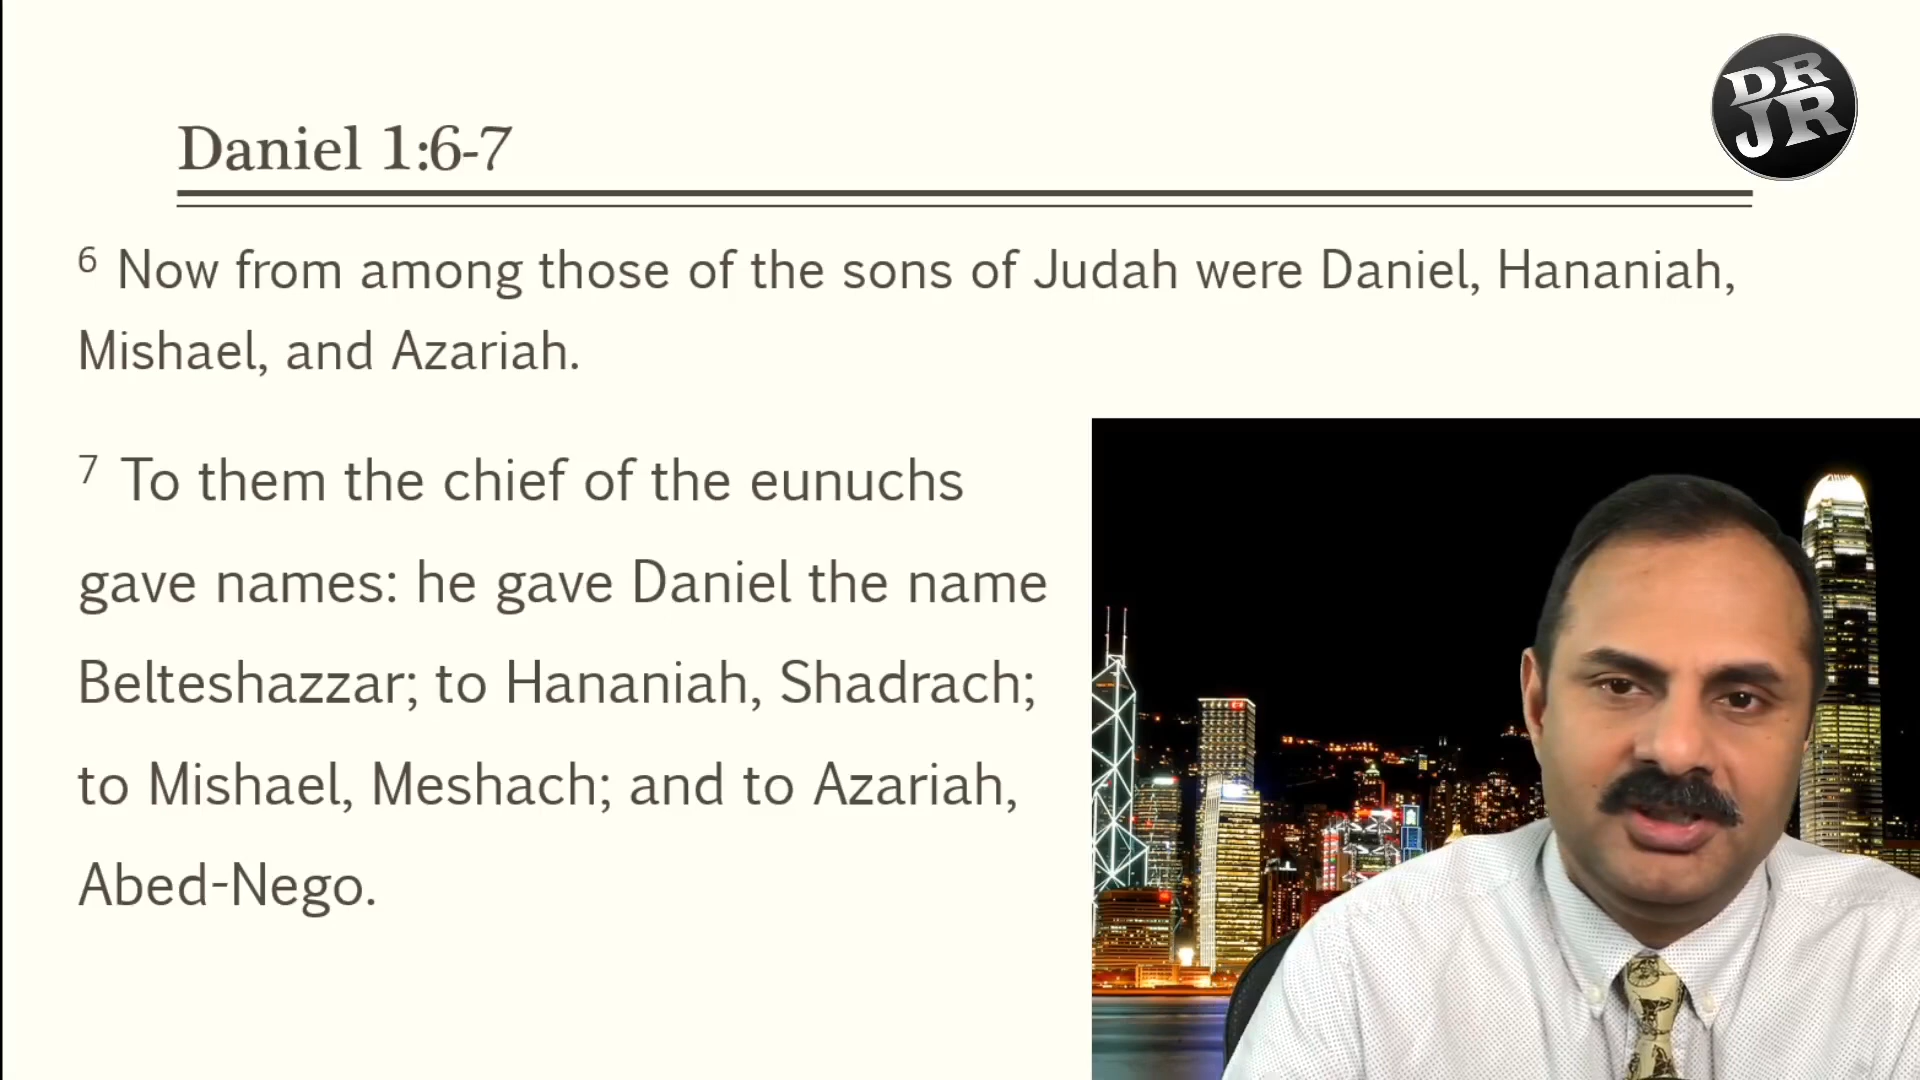 DR
JR
Daniel 1:6-7
6 Now from among those of the sons of Judah were Daniel, Hananiah,
Mishael, and Azariah.
7 To them the chief of the eunuchs
gave names: he gave Daniel the name
Belteshazzar; to Hananiah, Shadrach;
to Mishael, Meshach; and to Azariah,
Abed-Nego.